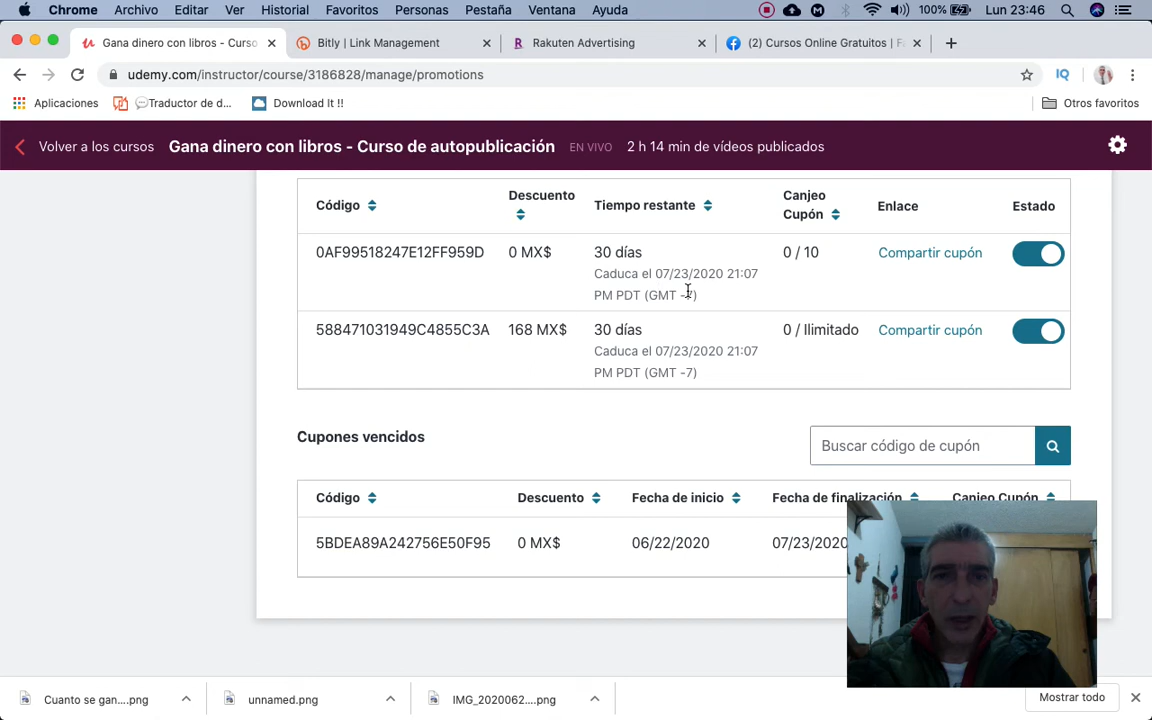 Chrome Archivo Editar Ver Historial Favoritos Personas Pestaña Ventana Ayuda 100% Lun 23:46
Gana dinero con libros - Curso Bitly | Link Management Rakuten Advertising (2) Cursos Online Gratuitos | F
udemy.com/instructor/course/3186828/manage/promotions
Aplicaciones Traductor de d... Download It !! Otros favoritos
Volver a los cursos Gana dinero con libros - Curso de autopublicación EN VIVO 2 h 14 min de vídeos publicados
Código Descuento Tiempo restante Canjeo Cupón Enlace Estado
0AF99518247E12FF959D 0 MX$ 30 días 0 / 10 Compartir cupón
Caduca el 07/23/2020 21:07
PM PDT (GMT -7)
588471031949C4855C3A 168 MX$ 30 días 0 / Ilimitado Compartir cupón
Caduca el 07/23/2020 21:07
PM PDT (GMT -7)
Cupones vencidos Buscar código de cupón
Código Descuento Fecha de inicio Fecha de finalización Canjeo Cupón
5BDEA89A242756E50F95 0 MX$ 06/22/2020 07/23/2020
Cuanto se gan....png unnamed.png IMG_2020062....png Mostrar todo